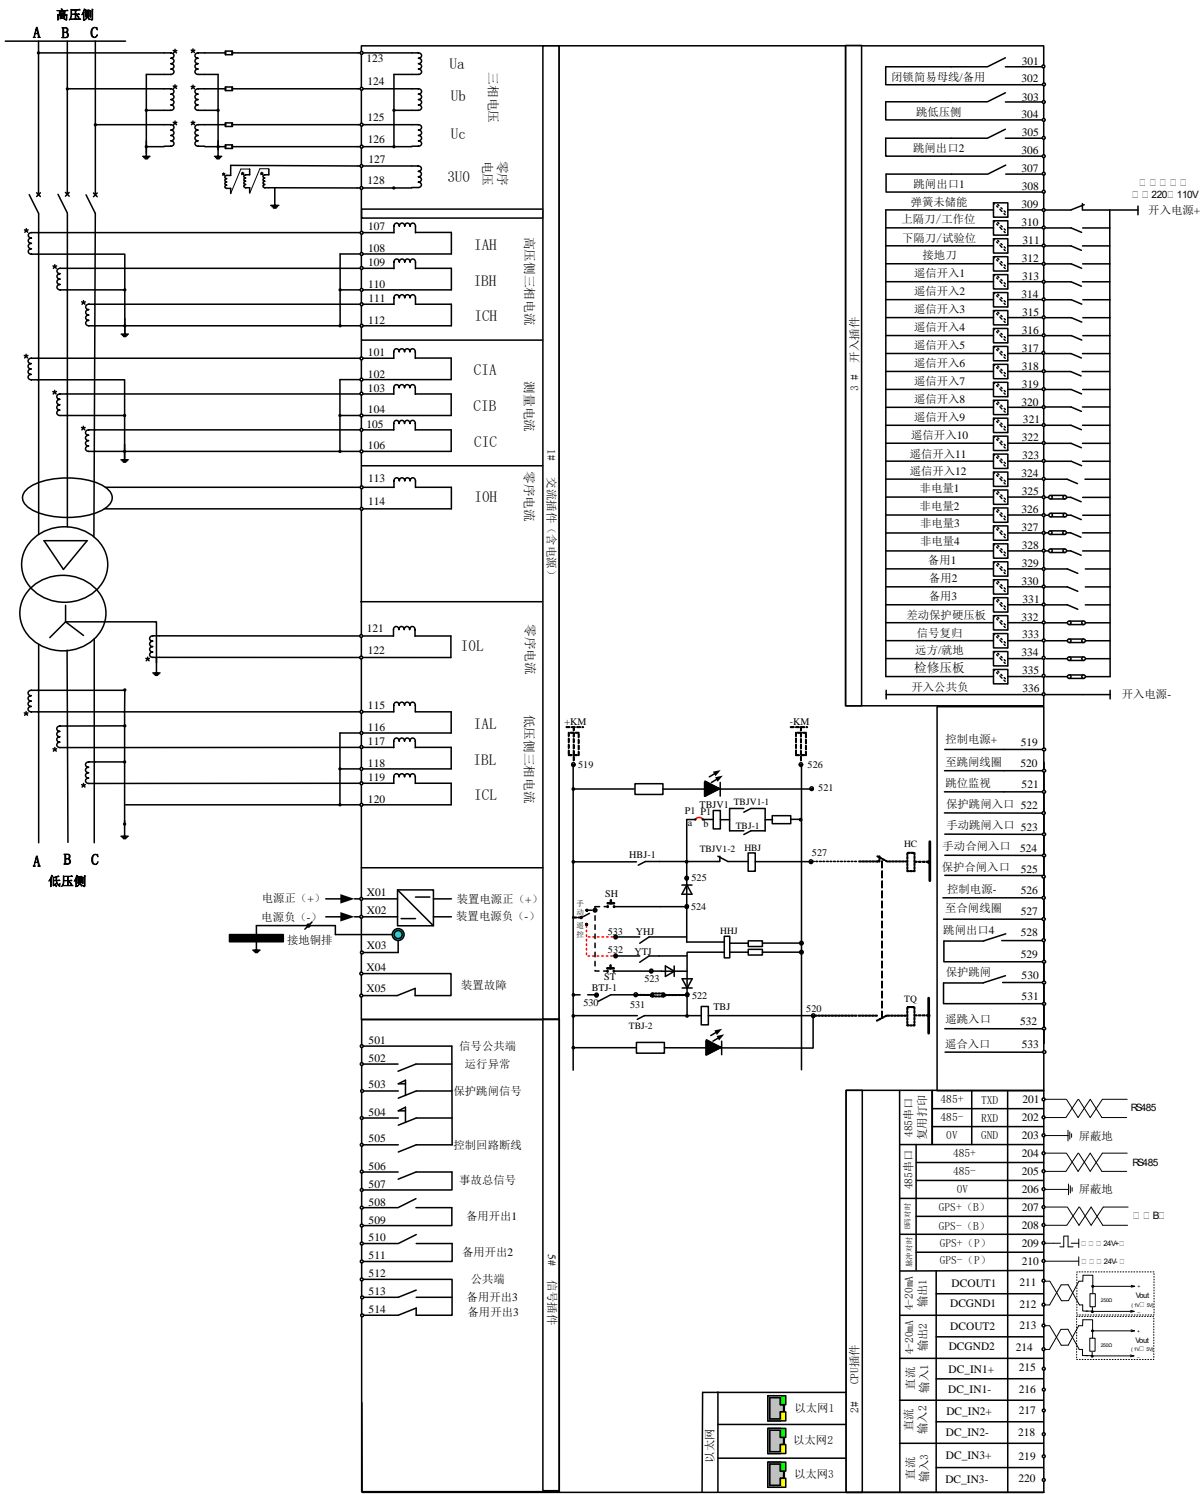 高压侧
A B C
123
Ua
124
Ub
125
Uc
126
三相电压
127
3U0
128
零序电压
107
IAH
108
109
IBH
110
111
ICH
112
高压侧三相电流
101
CIA
102
103
CIB
104
105
CIC
106
测量电流
113
IOH
114
零序电流
121
IOL
122
零序电流
115
IAL
116
117
IBL
118
119
ICL
120
低压侧三相电流
A B C
低压侧
1# 交流插件（含电源）
电源正（+） X01 装置电源正（+）
电源负（-） X02 装置电源负（-）
接地铜排
X03
X04
X05
装置故障
501 信号公共端
502 运行异常
503 保护跳闸信号
504
505 控制回路断线
506
507
事故总信号
508
509
备用开出1
510
511
备用开出2
512 公共端
513 备用开出3
514 备用开出3
5# 信号插件
+KM
-KM
519
526
521
P1 P1
a b
TBJV1
TBJV1-1
TBJ-1
HBJ-1
TBJV1-2
HBJ
527
HC
525
SH
524
手动
遥控
533
YHJ
532
YTJ
HHJ
ST
523
BTJ-1
530
531
522
TBJ
TBJ-2
520
TQ
3# 开入插件
301
闭锁简易母线/备用 302
303
跳低压侧 304
305
跳闸出口2 306
307
跳闸出口1 308
弹簧未储能 309
上隔刀/工作位 310
下隔刀/试验位 311
接地刀 312
遥信开入1 313
遥信开入2 314
遥信开入3 315
遥信开入4 316
遥信开入5 317
遥信开入6 318
遥信开入7 319
遥信开入8 320
遥信开入9 321
遥信开入10 322
遥信开入11 323
遥信开入12 324
非电量1 325
非电量2 326
非电量3 327
非电量4 328
备用1 329
备用2 330
备用3 331
差动保护硬压板 332
信号复归 333
远方/就地 334
检修压板 335
开入公共负 336
220 110V
开入电源+
开入电源-
控制电源+ 519
至跳闸线圈 520
跳位监视 521
保护跳闸入口 522
手动跳闸入口 523
手动合闸入口 524
保护合闸入口 525
控制电源- 526
至合闸线圈 527
跳闸出口4 528
529
保护跳闸 530
531
遥跳入口 532
遥合入口 533
2# CPU插件
485串口
复用打印
485+ TXD 201
485- RXD 202
0V GND 203
RS485
屏蔽地
485串口
485+ 204
485- 205
0V 206
RS485
屏蔽地
GPS+（B） 207
GPS-（B） 208
B
脉冲对时
GPS+（P） 209
GPS-（P） 210
24V+
24V-
4-20mA
输出1
DCOUT1 211
DCGND1 212
250Ω
+
Vout
-
4-20mA
输出2
DCOUT2 213
DCGND2 214
250Ω
+
Vout
-
直流
输入1
DC_IN1+ 215
DC_IN1- 216
直流
输入2
DC_IN2+ 217
DC_IN2- 218
直流
输入3
DC_IN3+ 219
DC_IN3- 220
以太网
以太网1
以太网2
以太网3